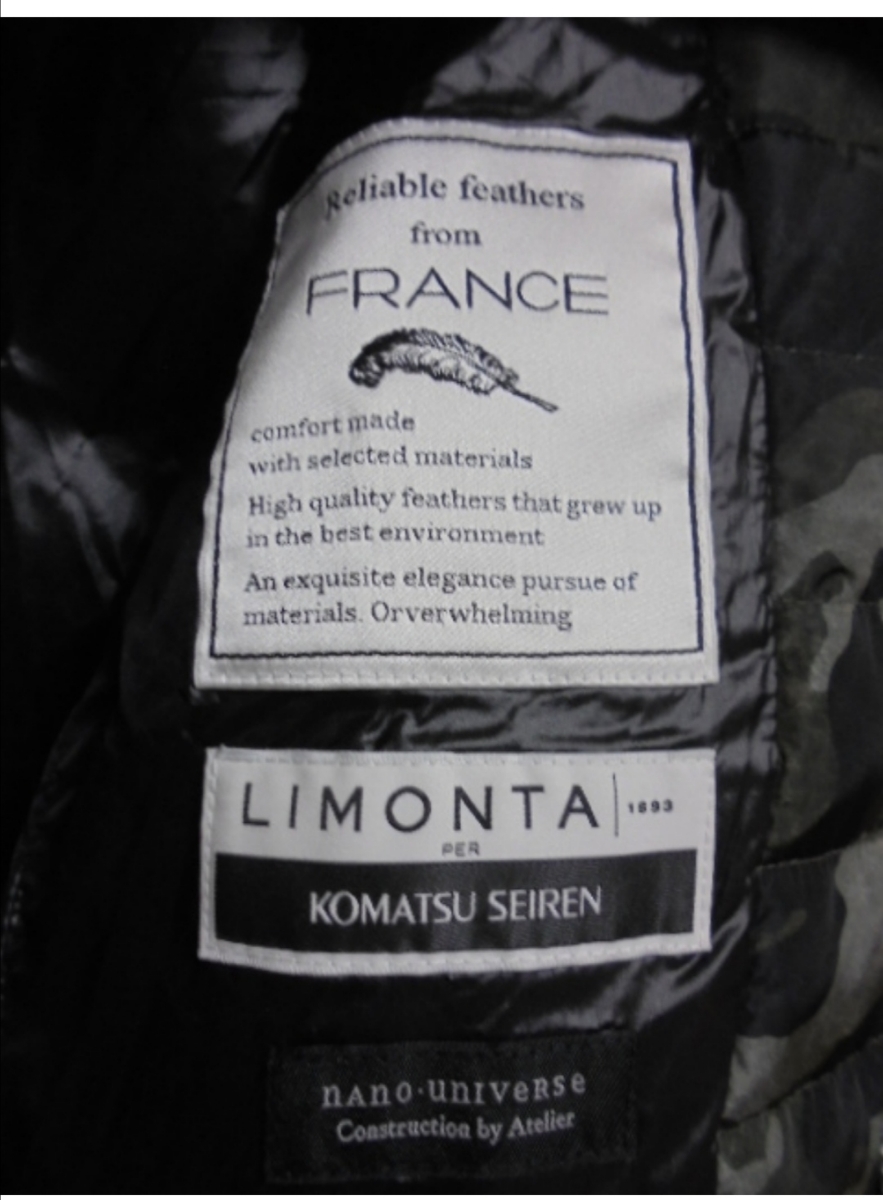 Reliable feathers
from
FRANCE
comfort made
with selected materials
High quality feathers that grew up
in the best environment
An exquisite elegance pursue of
materials. Orverwhelming
LIMONTA 1893
PER
KOMATSU SEIREN
nano·universe
Construction by Atelier